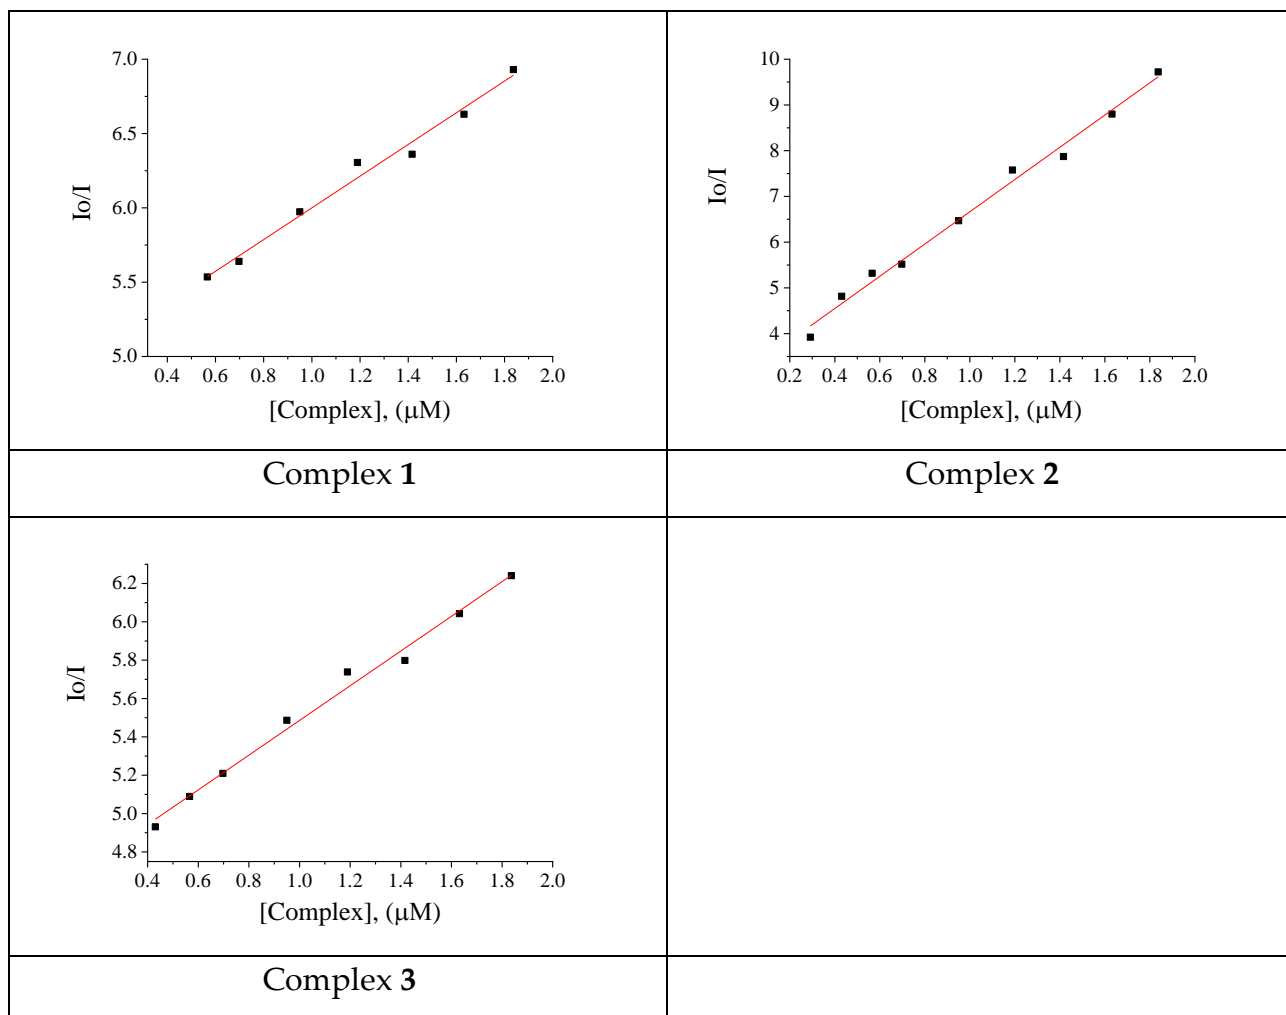 7.0
6.5
6.0
5.5
5.0
Io/I
0.4 0.6 0.8 1.0 1.2 1.4 1.6 1.8 2.0
[Complex], (μM)
10
9
8
7
6
5
4
Io/I
0.2 0.4 0.6 0.8 1.0 1.2 1.4 1.6 1.8 2.0
[Complex], (μM)
Complex 1
Complex 2
6.2
6.0
5.8
5.6
5.4
5.2
5.0
4.8
Io/I
0.4 0.6 0.8 1.0 1.2 1.4 1.6 1.8 2.0
[Complex], (μM)
Complex 3